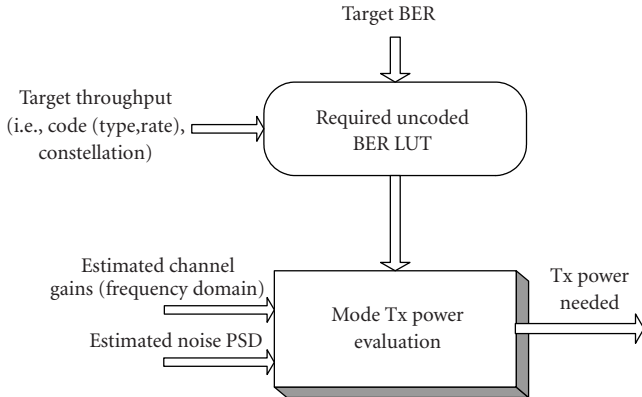 Target BER
Target throughput
(i.e., code (type,rate),
constellation)
Required uncoded
BER LUT
Estimated channel
gains (frequency domain)
Estimated noise PSD
Mode Tx power
evaluation
Tx power
needed